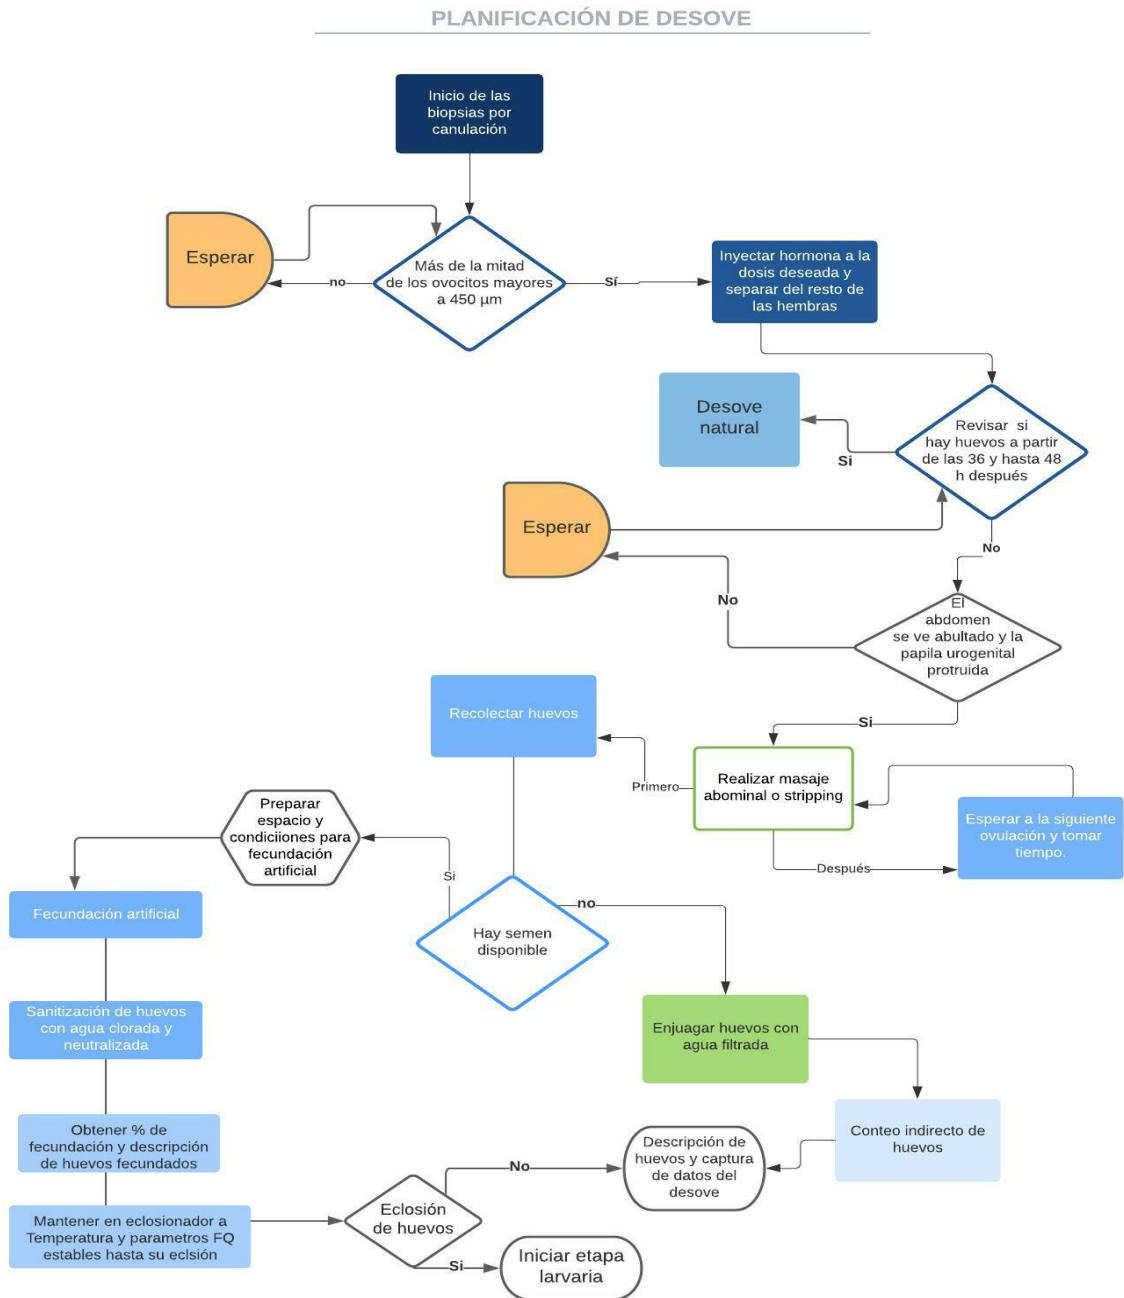 PLANIFICACIÓN DE DESOVE
Inicio de las
biopsias por
canulación
Esperar
Más de la mitad
de los ovocitos mayores
a 450 µm
no
Sí
Inyectar hormona a la
dosis deseada y
separar del resto de
las hembras
Desove
natural
Si
Revisar si
hay huevos a partir
de las 36 y hasta 48
h después
Esperar
No
No
El
abdomen
se ve abultado y la
papila urogenital
protruida
Si
Recolectar huevos
Primero
Realizar masaje
abominal o stripping
Esperar a la siguiente
ovulación y tomar
tiempo.
Después
Preparar
espacio y
condiciiones para
fecundación
artificial
Si
Hay semen
disponible
no
Fecundación artificial
Sanitización de huevos
con agua clorada y
neutralizada
Enjuagar huevos con
agua filtrada
Obtener % de
fecundación y descripción
de huevos fecundados
Conteo indirecto de
huevos
Descripción de
huevos y captura
de datos del
desove
No
Mantener en eclosionador a
Temperatura y parametros FQ
estables hasta su eclsión
Eclosión
de huevos
Si
Iniciar etapa
larvaria